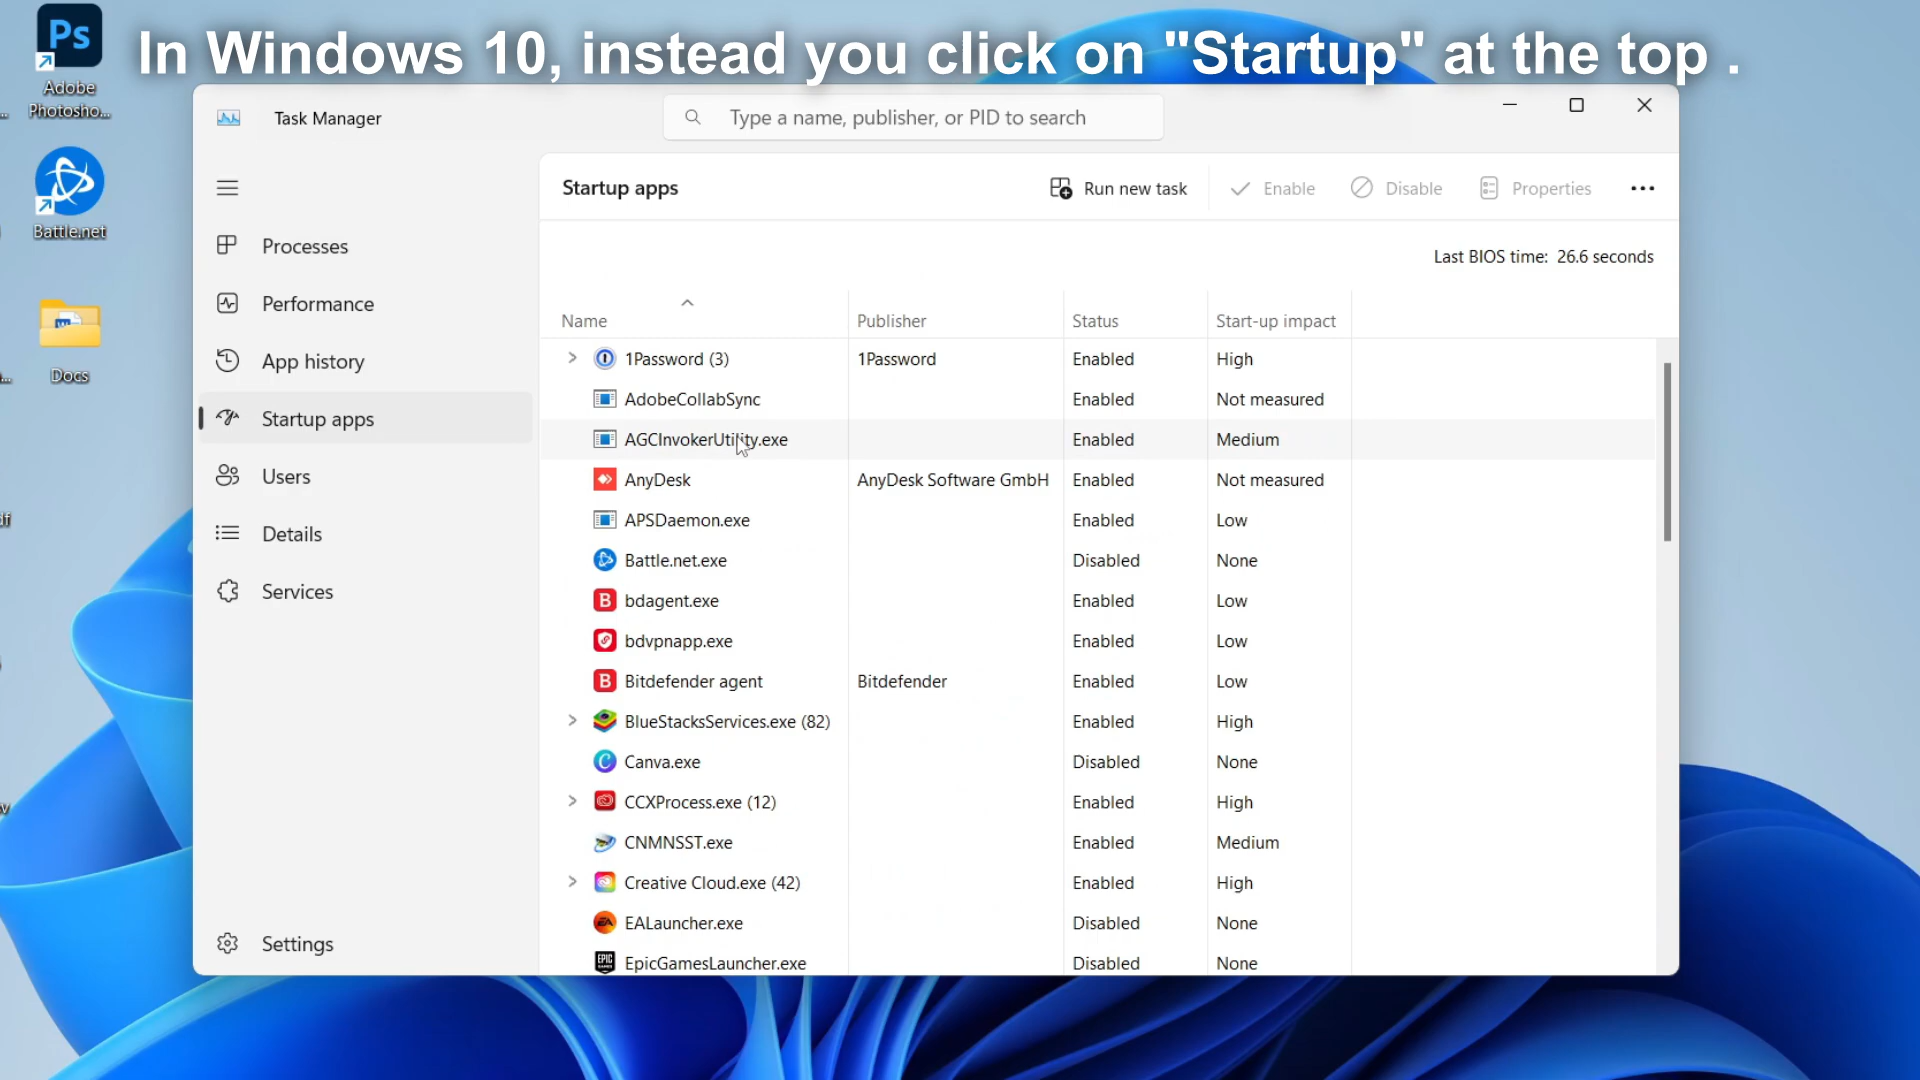 In Windows 10, instead you click on "Startup" at the top .
Ps
Adobe
Photosho...
Battle.net
Docs
Task Manager
Type a name, publisher, or PID to search
Processes
Performance
App history
Startup apps
Users
Details
Services
Settings
Startup apps
Run new task
Enable
Disable
Properties
Last BIOS time: 26.6 seconds
Name Publisher Status Start-up impact
1Password (3) 1Password Enabled High
AdobeCollabSync Enabled Not measured
AGCInvokerUtility.exe Enabled Medium
AnyDesk AnyDesk Software GmbH Enabled Not measured
APSDaemon.exe Enabled Low
Battle.net.exe Disabled None
bdagent.exe Enabled Low
bdvpnapp.exe Enabled Low
Bitdefender agent Bitdefender Enabled Low
BlueStacksServices.exe (82) Enabled High
Canva.exe Disabled None
CCXProcess.exe (12) Enabled High
CNMNSST.exe Enabled Medium
Creative Cloud.exe (42) Enabled High
EALauncher.exe Disabled None
EpicGamesLauncher.exe Disabled None